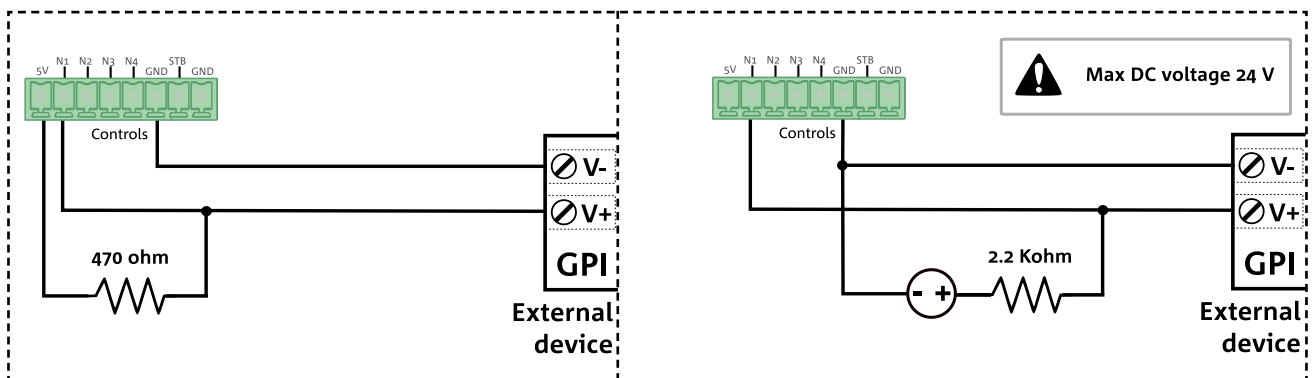 5V N1 N2 N3 N4 GND STB GND
Controls
V-
V+
470 ohm
GPI
External
device
5V N1 N2 N3 N4 GND STB GND
Max DC voltage 24 V
Controls
V-
V+
2.2 Kohm
- +
GPI
External
device